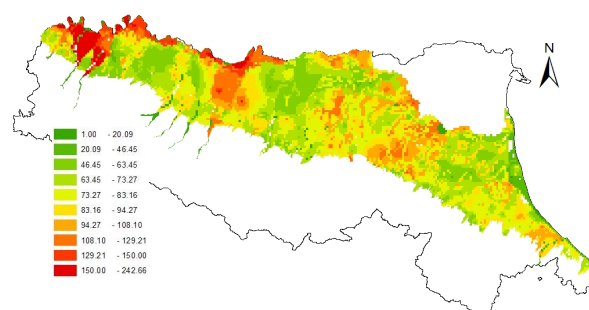 N
1.00 - 20.09
20.09 - 46.45
46.45 - 63.45
63.45 - 73.27
73.27 - 83.16
83.16 - 94.27
94.27 - 108.10
108.10 - 129.21
129.21 - 150.00
150.00 - 242.66